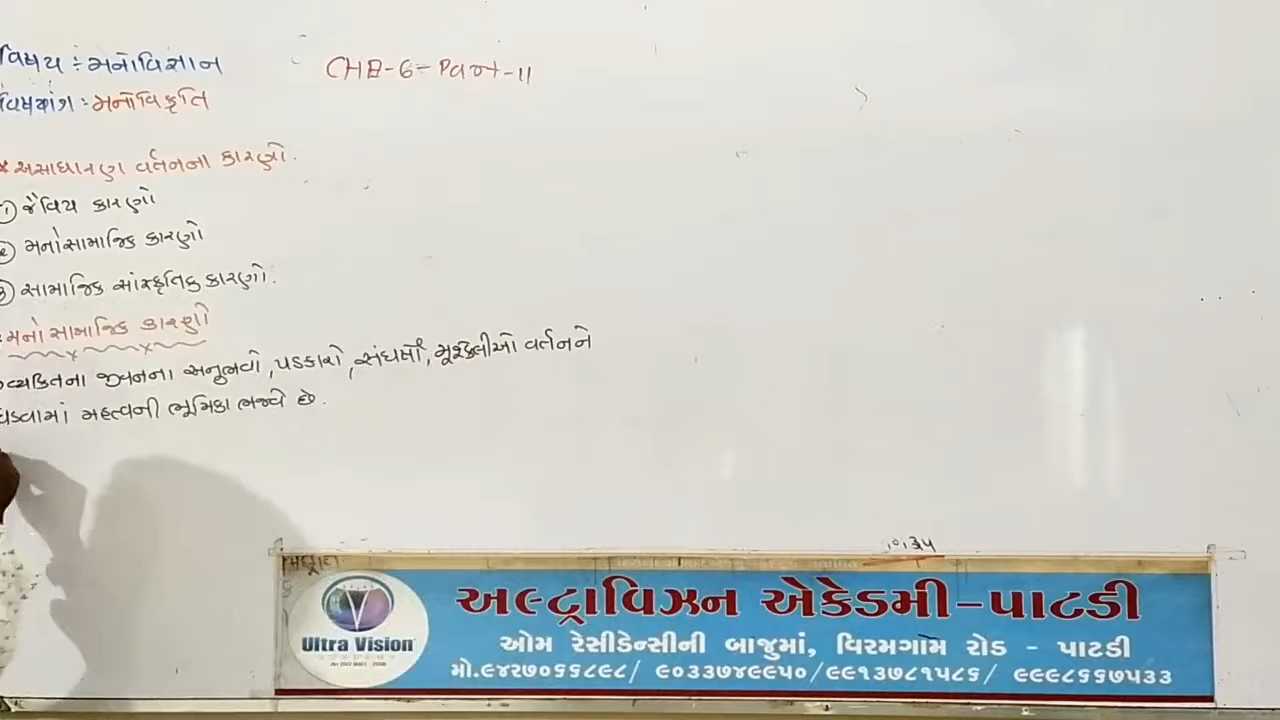 વિષય :- મનોવિજ્ઞાન
CHE-6 = Part-11
વિષયાંગ : મનોવિકૃતિ
* અસાધારણ વર્તનના કારણો.
① જૈવિય કારણો
② મનોસામાજિક કારણો
③ સામાજિક સાંસ્કૃતિક કારણો.
મનોસામાજિક કારણો
વ્યક્તિના જીવનના અનુભવો, પડકારો, સંઘર્ષો, મૂશ્કેલીઓ વર્તનને
ઘડવામાં મહત્વની ભૂમિકા ભજવે છે.
અલ્ટ્રાવિઝન એકેડમી-પાટડી
Ultra Vision
ઓમ રેસીડેન્સીની બાજુમાં, વિરમગામ રોડ - પાટડી
મો.૯૪૨૭૦૬૬૮૯૮/ ૯૦૩૩૭૪૯૯૫૦/૯૯૧૩૭૮૧૫૮૬/ ૯૯૯૮૬૬૭૫૩૩